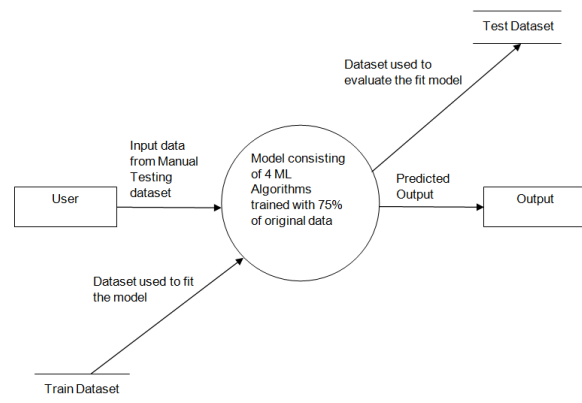 Test Dataset
Dataset used to
evaluate the fit model
Input data
from Manual
Testing
dataset
Model consisting
of 4 ML
Algorithms
trained with 75%
of original data
Predicted
Output
User
Output
Dataset used to fit
the model
Train Dataset